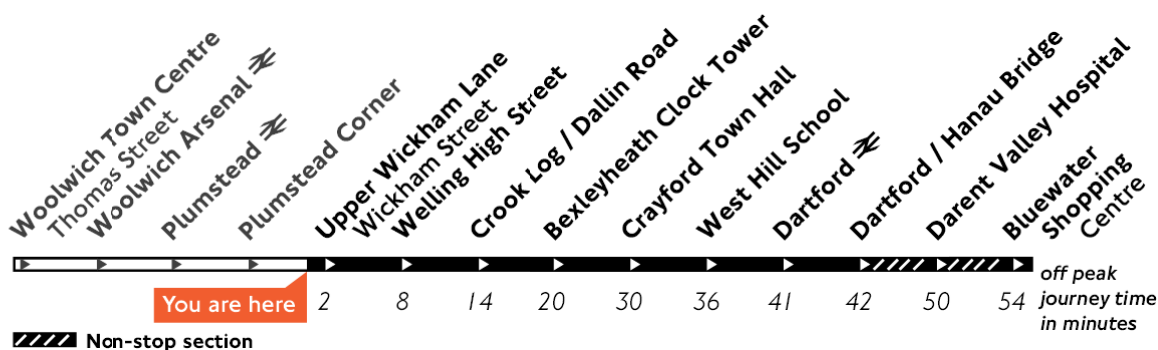 Woolwich Town Centre
Thomas Street
Woolwich Arsenal
Plumstead
Plumstead Corner
Upper Wickham Lane
Wickham Street
Welling High Street
Crook Log / Dallin Road
Bexleyheath Clock Tower
Crayford Town Hall
West Hill School
Dartford
Dartford / Hanau Bridge
Darent Valley Hospital
Bluewater
Shopping
Centre
You are here
2 8 14 20 30 36 41 42 50 54
off peak
journey time
in minutes
Non-stop section